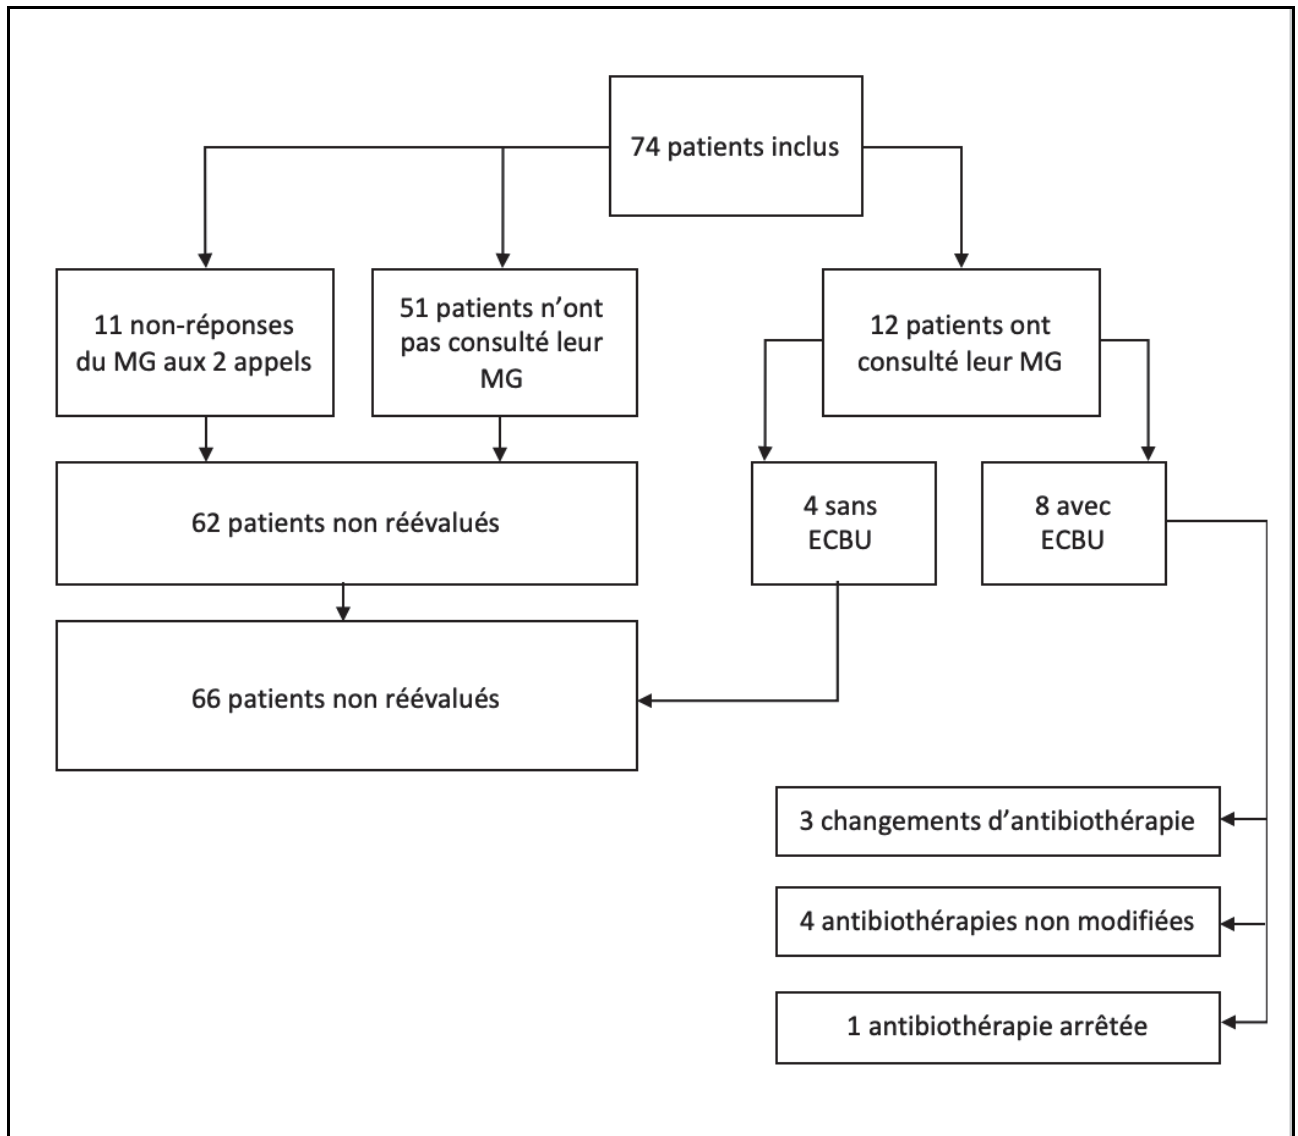 74 patients inclus
11 non-réponses
du MG aux 2 appels
51 patients n’ont
pas consulté leur
MG
12 patients ont
consulté leur MG
62 patients non réévalués
4 sans
ECBU
8 avec
ECBU
66 patients non réévalués
3 changements d’antibiothérapie
4 antibiothérapies non modifiées
1 antibiothérapie arrêtée